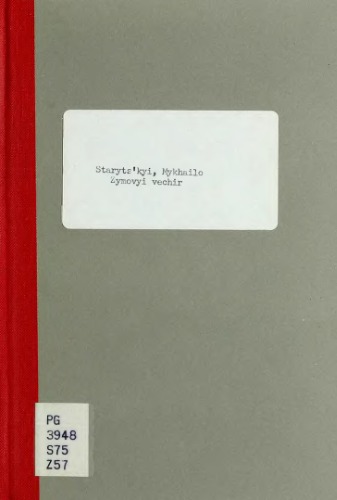 Staryts'kyi, Mykhailo
Zymovyi vechir
PG
3948
S75
Z57